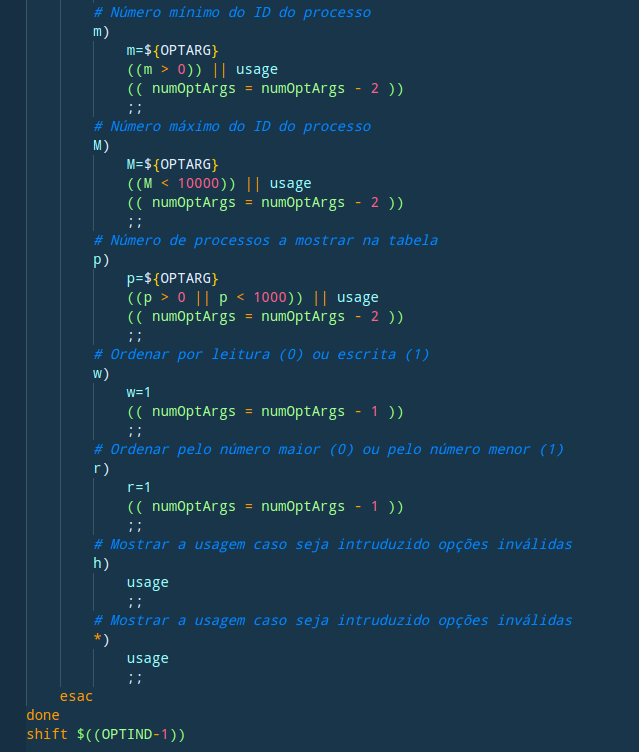 # Número mínimo do ID do processo
m)
m=${OPTARG}
((m > 0)) || usage
(( numOptArgs = numOptArgs - 2 ))
;;
# Número máximo do ID do processo
M)
M=${OPTARG}
((M < 10000)) || usage
(( numOptArgs = numOptArgs - 2 ))
;;
# Número de processos a mostrar na tabela
p)
p=${OPTARG}
((p > 0 || p < 1000)) || usage
(( numOptArgs = numOptArgs - 2 ))
;;
# Ordenar por leitura (0) ou escrita (1)
w)
w=1
(( numOptArgs = numOptArgs - 1 ))
;;
# Ordenar pelo número maior (0) ou pelo número menor (1)
r)
r=1
(( numOptArgs = numOptArgs - 1 ))
;;
# Mostrar a usagem caso seja intruduzido opções inválidas
h)
usage
;;
# Mostrar a usagem caso seja intruduzido opções inválidas
*)
usage
;;
esac
done
shift $((OPTIND-1))